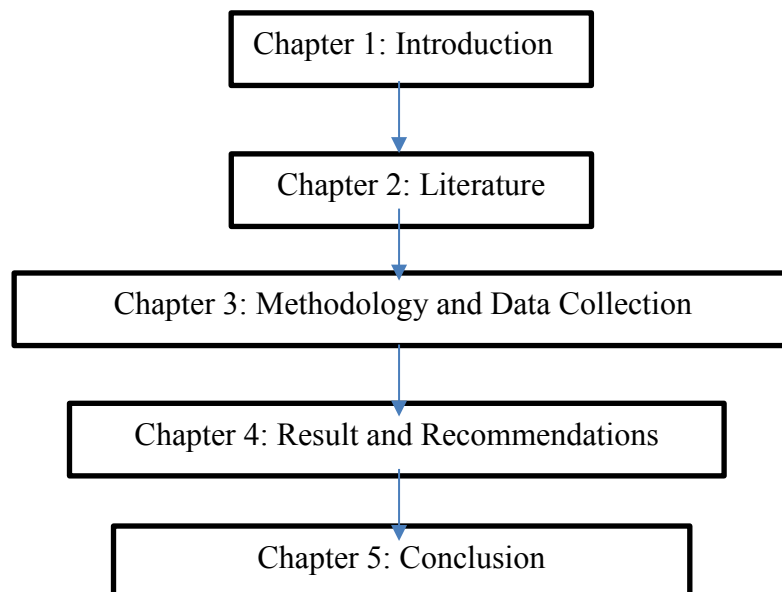 Chapter 1: Introduction
Chapter 2: Literature
Chapter 3: Methodology and Data Collection
Chapter 4: Result and Recommendations
Chapter 5: Conclusion